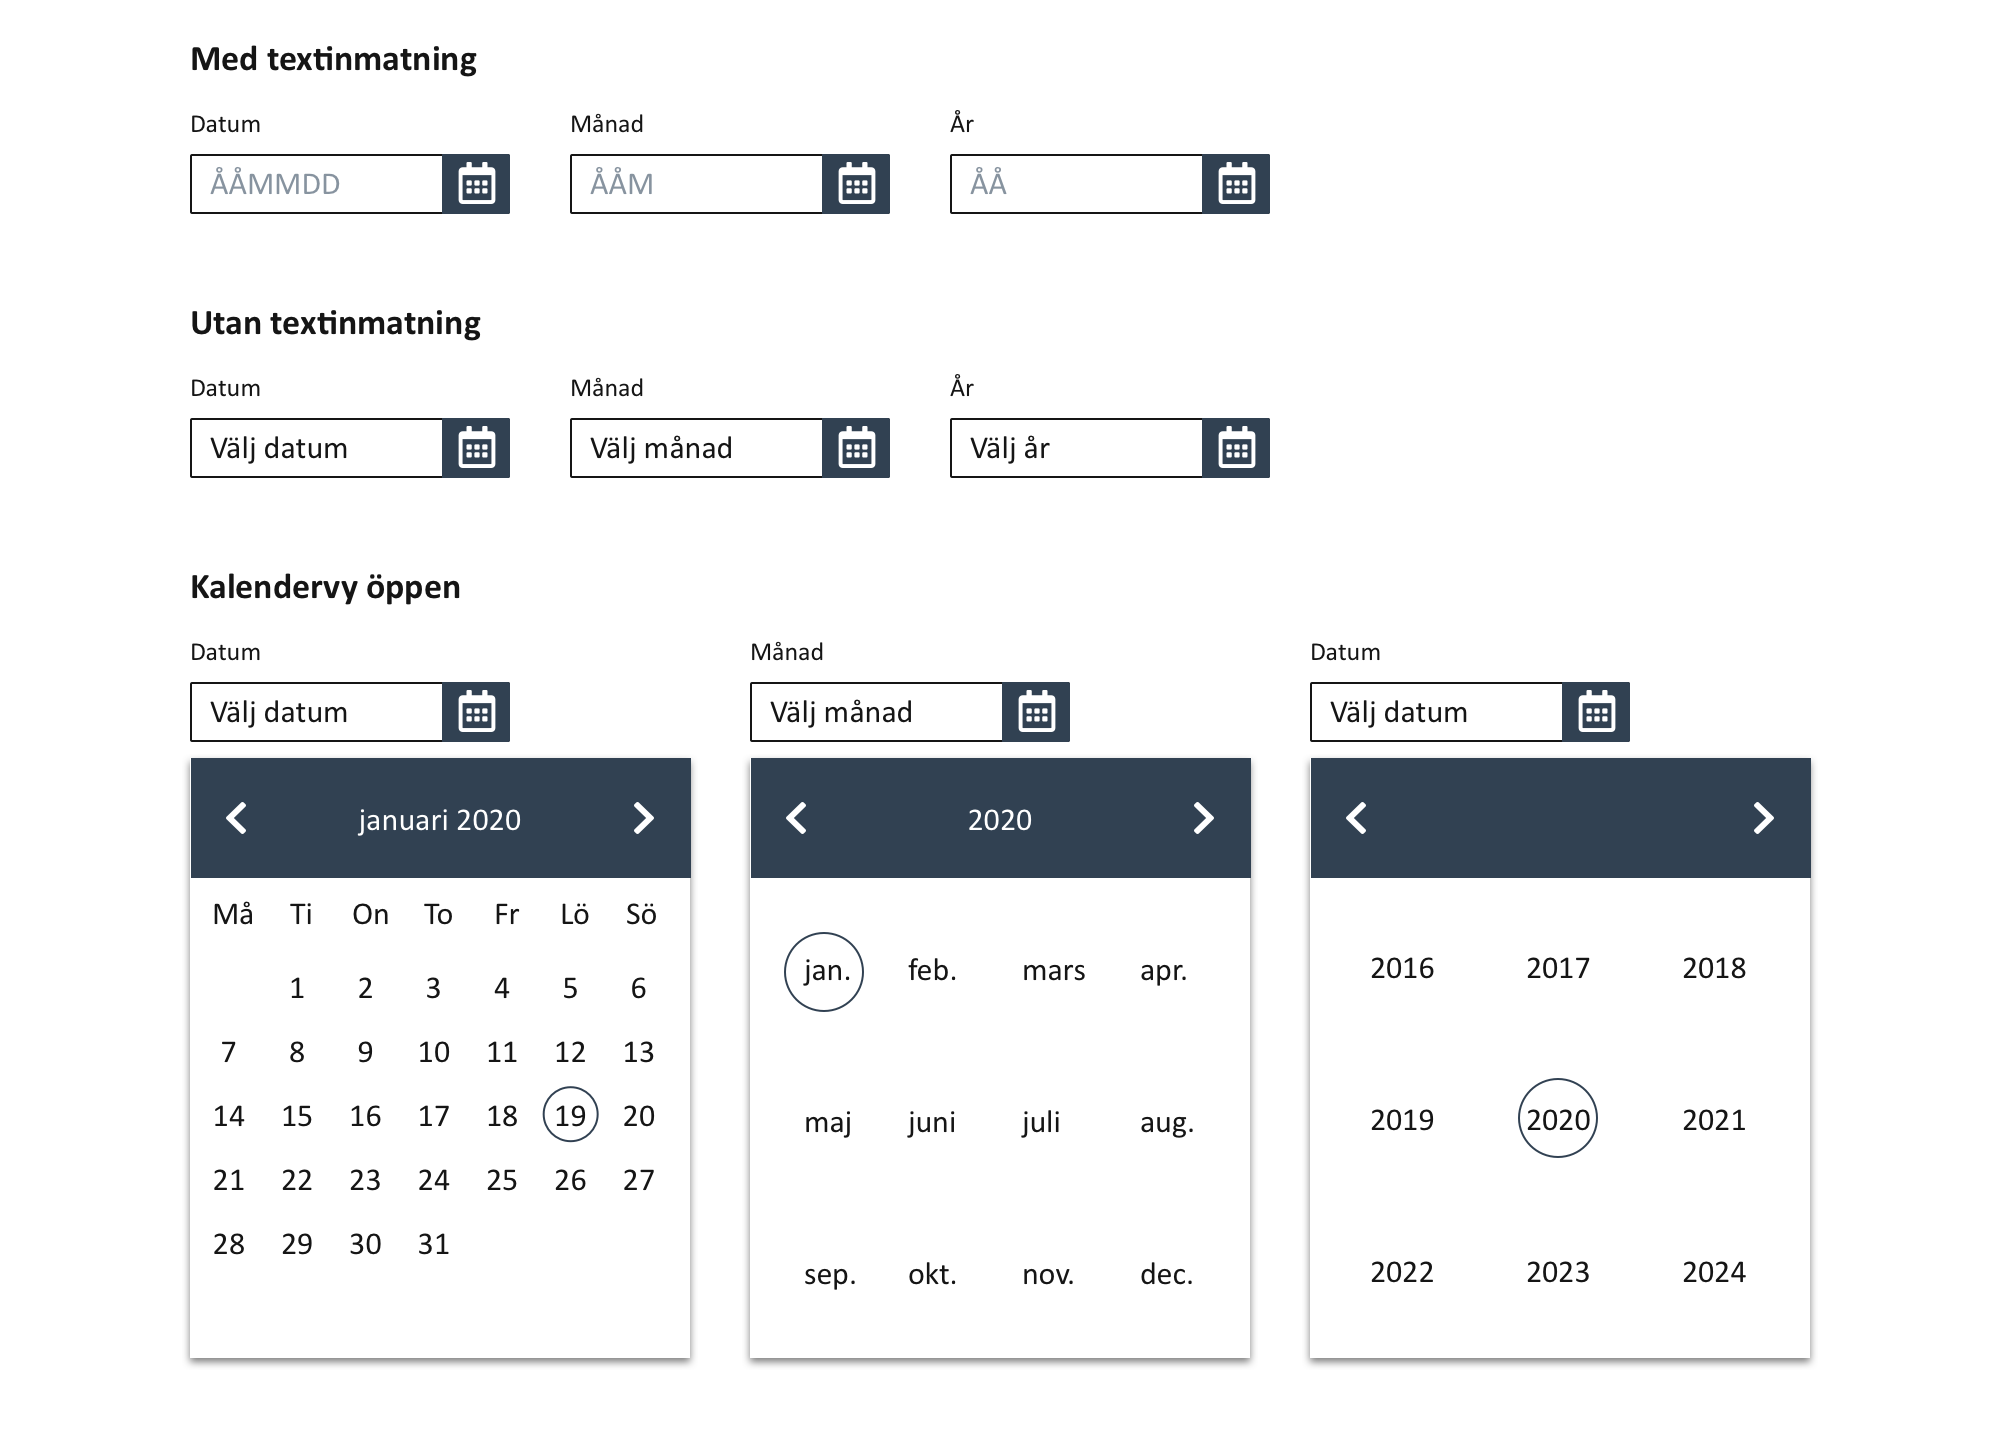 Med textinmatning
Datum Månad År
ÅÅMMDD ÅÅM ÅÅ
Utan textinmatning
Datum Månad År
Välj datum Välj månad Välj år
Kalendervy öppen
Datum Månad Datum
Välj datum Välj månad Välj datum
januari 2020
Må Ti On To Fr Lö Sö
1 2 3 4 5 6
7 8 9 10 11 12 13
14 15 16 17 18 19 20
21 22 23 24 25 26 27
28 29 30 31
2020
jan. feb. mars apr.
maj juni juli aug.
sep. okt. nov. dec.
2016 2017 2018
2019 2020 2021
2022 2023 2024